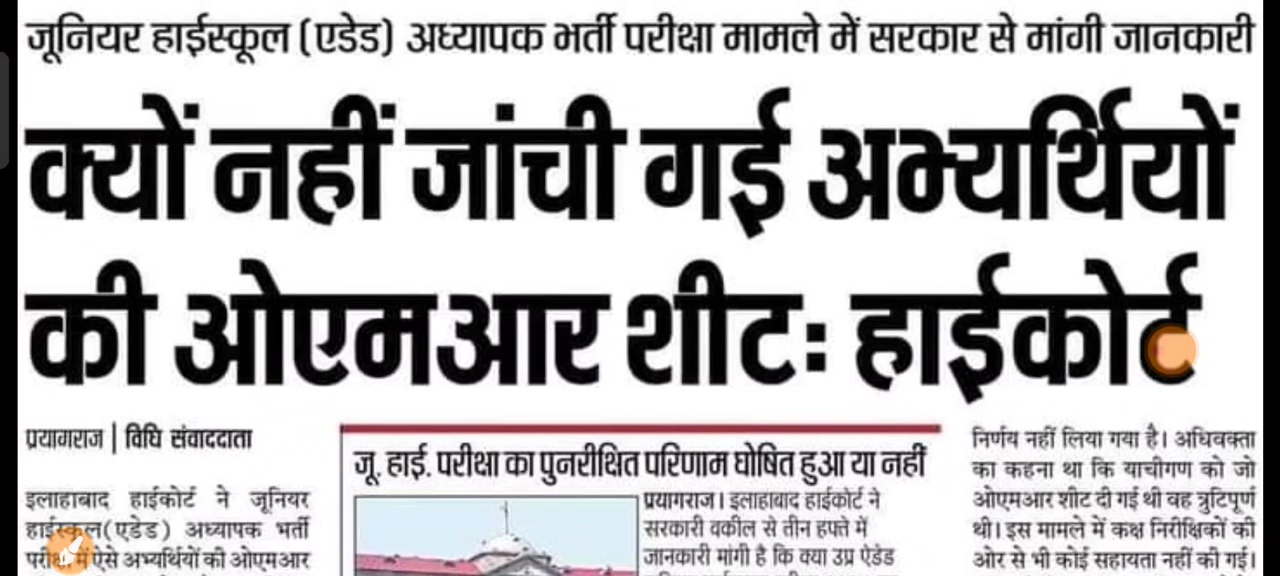 जूनियर हाईस्कूल (एडेड) अध्यापक भर्ती परीक्षा मामले में सरकार से मांगी जानकारी
क्यों नहीं जांची गई अभ्यर्थियों
की ओएमआर शीटः हाईकोर्ट
प्रयागराज | विधि संवाददाता
इलाहाबाद हाईकोर्ट ने जूनियर
हाईस्कूल(एडेड) अध्यापक भर्ती
परीक्षा में ऐसे अभ्यर्थियों की ओएमआर
जू. हाई. परीक्षा का पुनरीक्षित परिणाम घोषित हुआ या नहीं
प्रयागराज। इलाहाबाद हाईकोर्ट ने
सरकारी वकील से तीन हफ्ते में
जानकारी मांगी है कि क्या उप्र ऐडेड
निर्णय नहीं लिया गया है। अधिवक्ता
का कहना था कि याचीगण को जो
ओएमआर शीट दी गई थी वह त्रुटिपूर्ण
थी। इस मामले में कक्ष निरीक्षिकों की
ओर से भी कोई सहायता नहीं की गई।